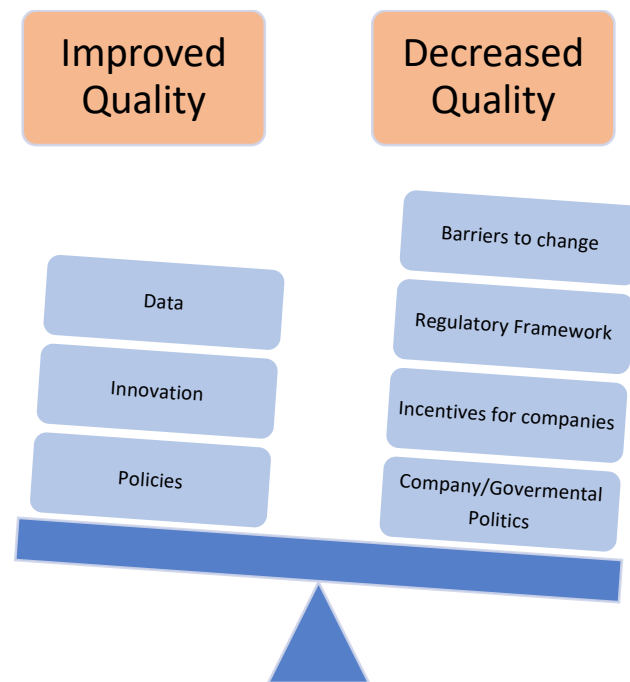 Improved
Quality
Decreased
Quality
Data
Innovation
Policies
Barriers to change
Regulatory Framework
Incentives for companies
Company/Govermental
Politics